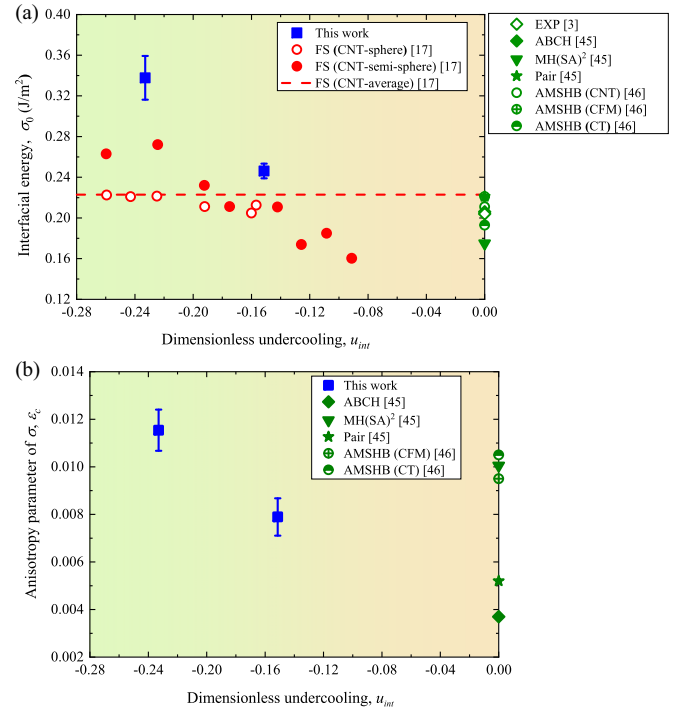 (a)
0.40
0.36
0.32
0.28
0.24
0.20
0.16
0.12
Interfacial energy, σ₀ (J/m²)
This work
FS (CNT-sphere) [17]
FS (CNT-semi-sphere) [17]
FS (CNT-average) [17]
EXP [3]
ABCH [45]
MH(SA)² [45]
Pair [45]
AMSHB (CNT) [46]
AMSHB (CFM) [46]
AMSHB (CT) [46]
-0.28 -0.24 -0.20 -0.16 -0.12 -0.08 -0.04 0.00
Dimensionless undercooling, u_int
(b)
0.014
0.012
0.010
0.008
0.006
0.004
0.002
Anisotropy parameter of σ, ε_c
This work
ABCH [45]
MH(SA)² [45]
Pair [45]
AMSHB (CFM) [46]
AMSHB (CT) [46]
-0.28 -0.24 -0.20 -0.16 -0.12 -0.08 -0.04 0.00
Dimensionless undercooling, u_int